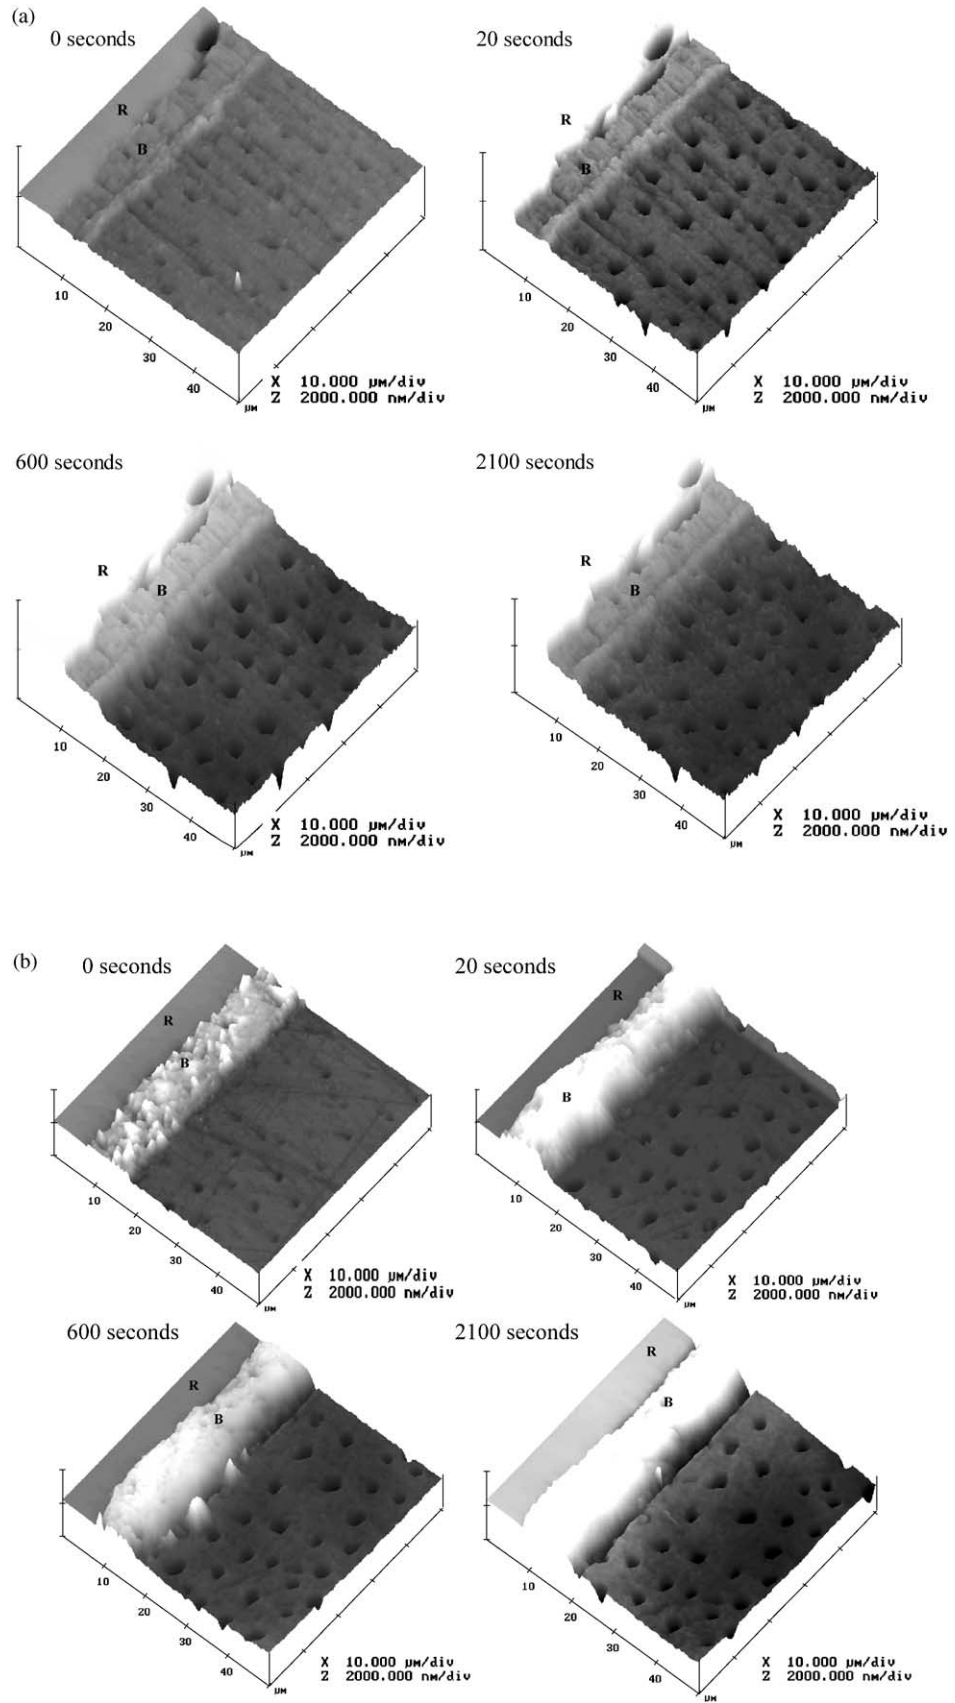 (a)
0 seconds
R
B
10
20
30
40
µM
X 10.000 µM/div
Z 2000.000 nM/div
20 seconds
R
B
10
20
30
40
µM
X 10.000 µM/div
Z 2000.000 nM/div
600 seconds
R
B
10
20
30
40
µM
X 10.000 µM/div
Z 2000.000 nM/div
2100 seconds
R
B
10
20
30
40
µM
X 10.000 µM/div
Z 2000.000 nM/div
(b)
0 seconds
R
B
10
20
30
40
µM
X 10.000 µM/div
Z 2000.000 nM/div
20 seconds
R
B
10
20
30
40
µM
X 10.000 µM/div
Z 2000.000 nM/div
600 seconds
R
B
10
20
30
40
µM
X 10.000 µM/div
Z 2000.000 nM/div
2100 seconds
R
B
10
20
30
40
µM
X 10.000 µM/div
Z 2000.000 nM/div